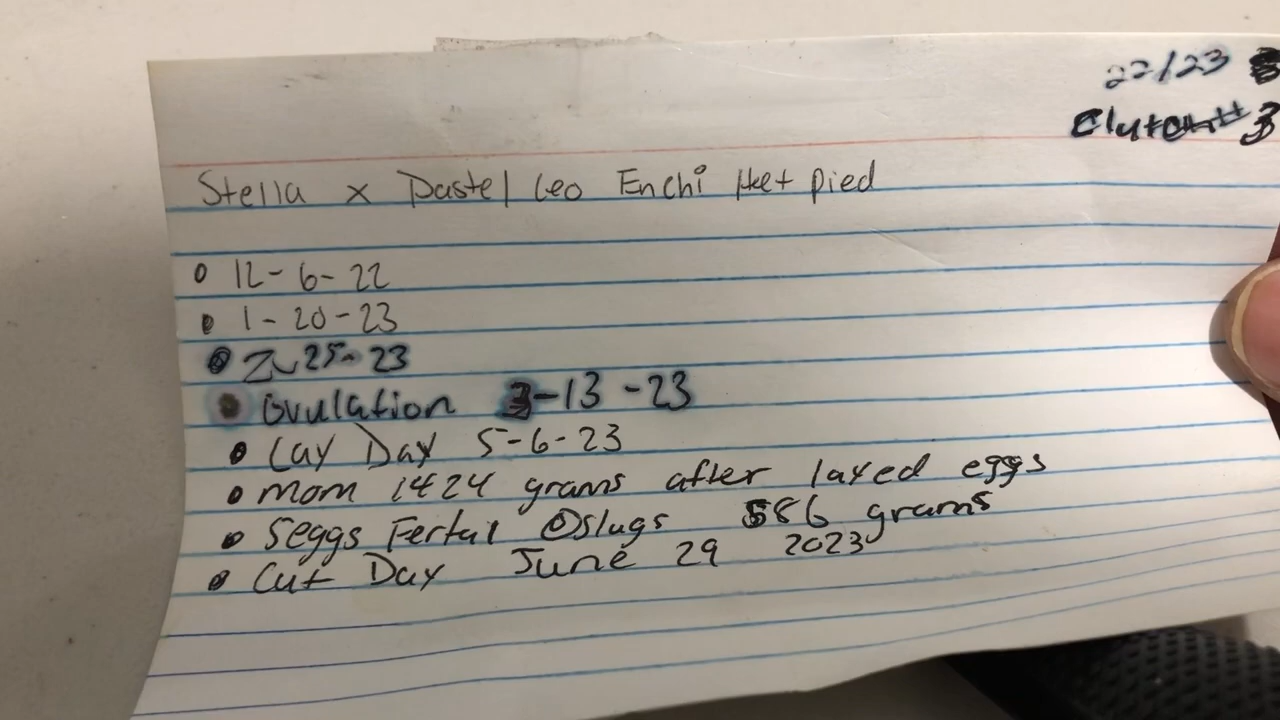 22/23
Clutch# 3
Stella x Pastel Leo Enchi Het pied
12-6-22
1-20-23
2-25-23
Ovulation 3-13-23
Lay Day 5-6-23
mom 1424 grams after layed eggs
5eggs Fertal 0slugs 586 grams
Cut Day June 29 2023